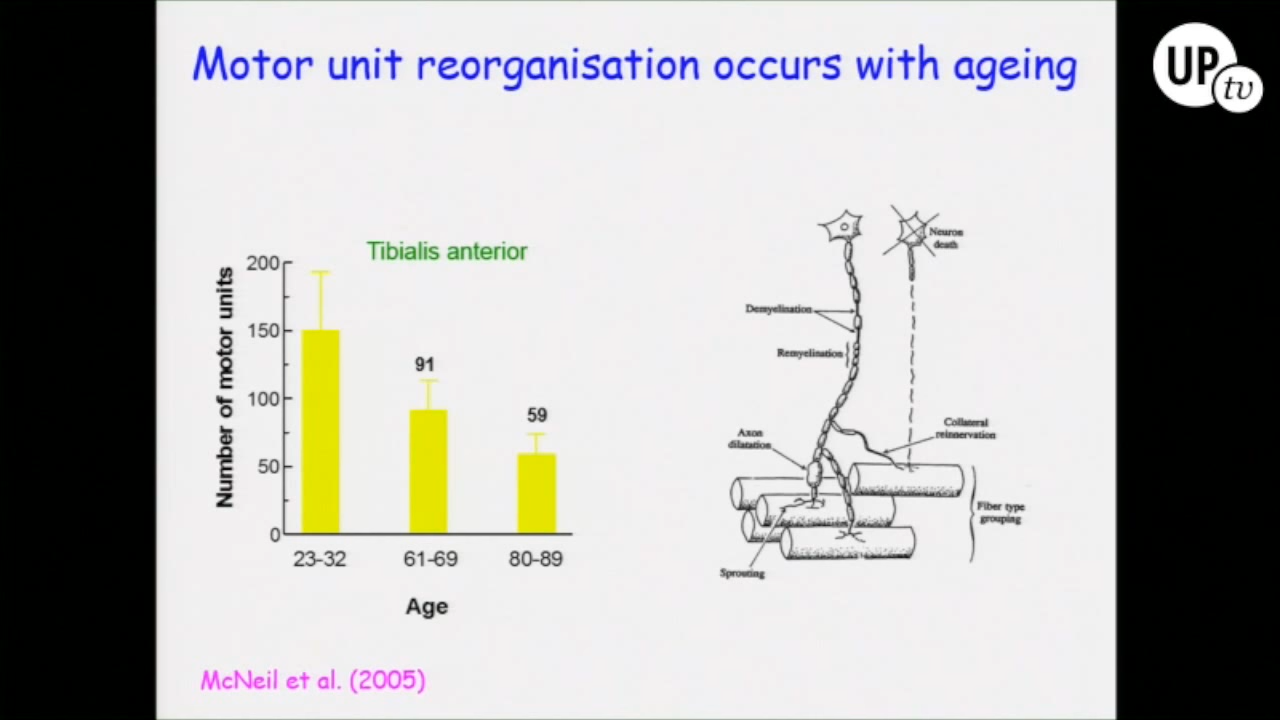 Motor unit reorganisation occurs with ageing
UP
tv
Tibialis anterior
Number of motor units
200
150
100
50
0
91
59
23-32
61-69
80-89
Age
Neuron
death
Demyelination
Remyelination
Axon
dilatation
Collateral
reinnervation
Fiber type
grouping
Sprouting
McNeil et al. (2005)